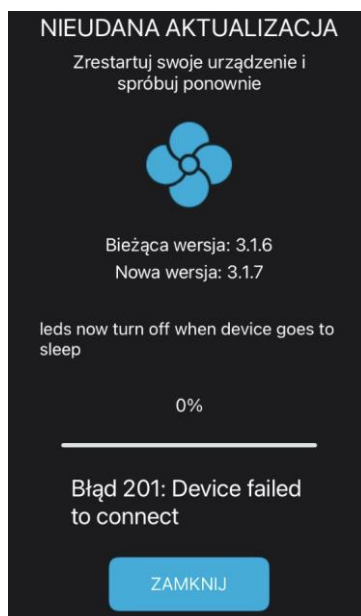 NIEUDANA AKTUALIZACJA
Zrestartuj swoje urządzenie i
spróbuj ponownie
Bieżąca wersja: 3.1.6
Nowa wersja: 3.1.7
leds now turn off when device goes to
sleep
0%
Błąd 201: Device failed
to connect
ZAMKNIJ